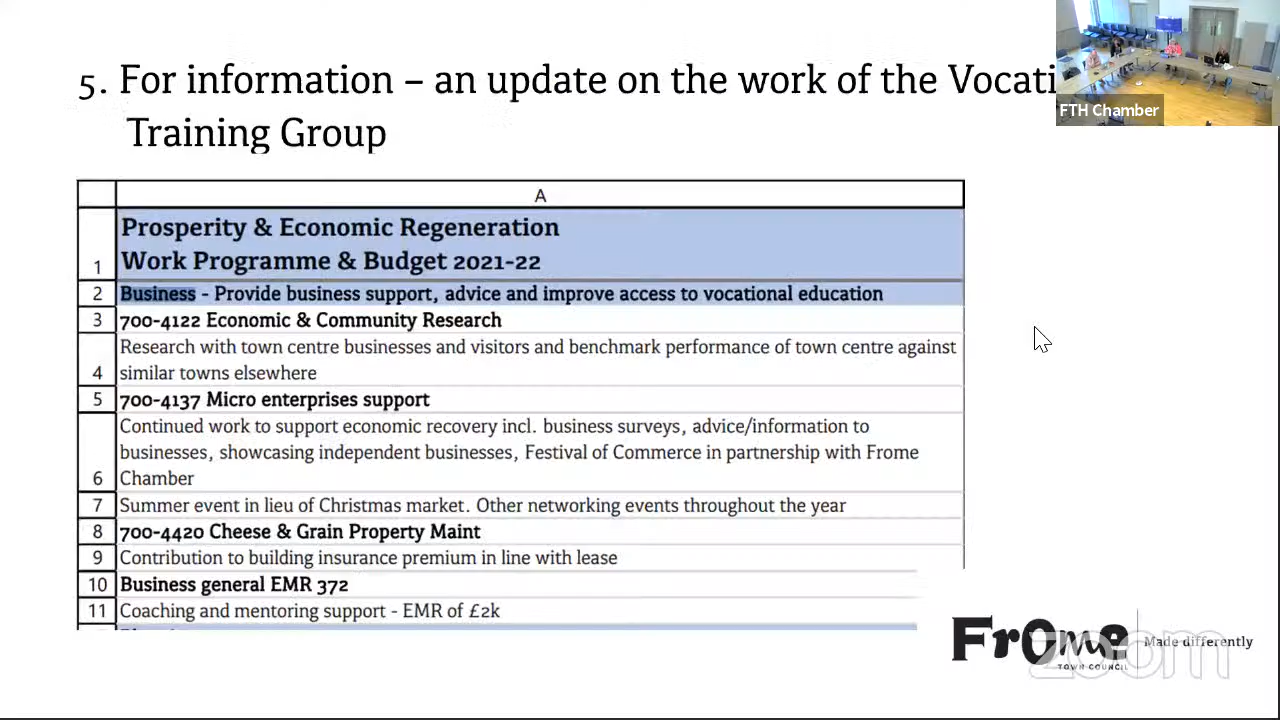 5. For information – an update on the work of the Vocati
Training Group
FTH Chamber
A
1 Prosperity & Economic Regeneration
Work Programme & Budget 2021-22
2 Business - Provide business support, advice and improve access to vocational education
3 700-4122 Economic & Community Research
4 Research with town centre businesses and visitors and benchmark performance of town centre against
similar towns elsewhere
5 700-4137 Micro enterprises support
6 Continued work to support economic recovery incl. business surveys, advice/information to
businesses, showcasing independent businesses, Festival of Commerce in partnership with Frome
Chamber
7 Summer event in lieu of Christmas market. Other networking events throughout the year
8 700-4420 Cheese & Grain Property Maint
9 Contribution to building insurance premium in line with lease
10 Business general EMR 372
11 Coaching and mentoring support - EMR of £2k
Frome
TOWN COUNCIL
Made differently
zoom